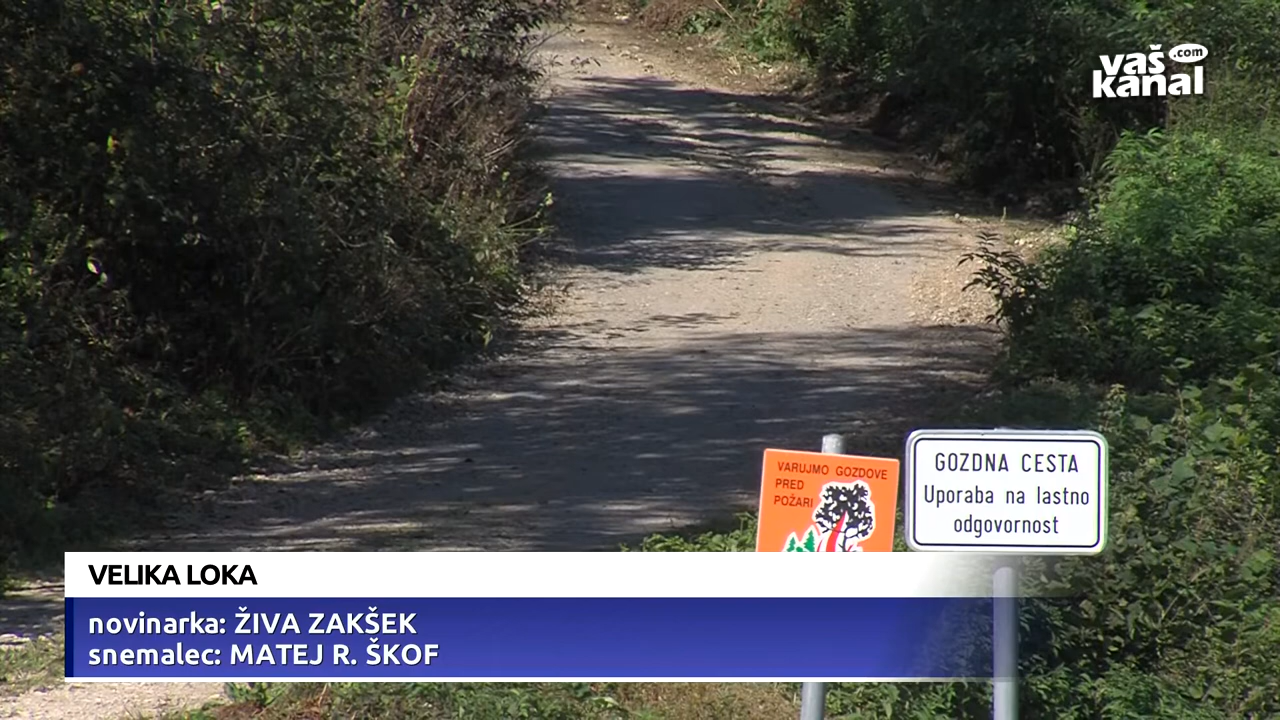 vaš
.com
kanal
VARUJMO GOZDOVE
PRED
POŽARI
GOZDNA CESTA
Uporaba na lastno
odgovornost
VELIKA LOKA
novinarka: ŽIVA ZAKŠEK
snemalec: MATEJ R. ŠKOF